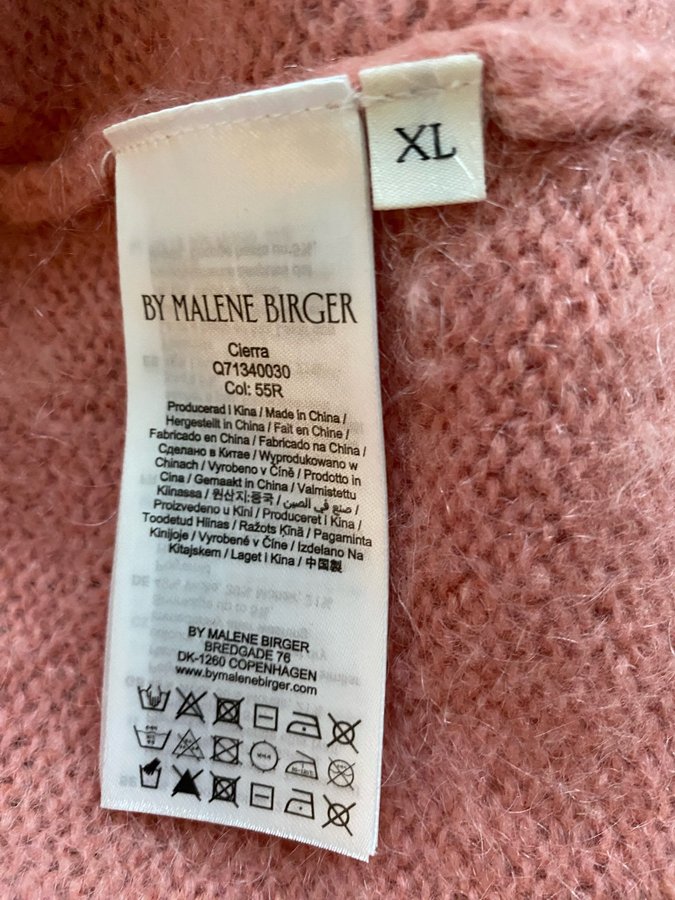 XL
BY MALENE BIRGER
Cierra
Q71340030
Col: 55R
Producerad I Kina / Made in China /
Hergestellt in China / Fait en Chine /
Fabricado en China / Fabricado na China /
Сделано в Китае / Wyprodukowano w
Chinach / Vyrobeno v Číně / Prodotto in
Cina / Gemaakt in China / Valmistettu
Kiinassa / 원산지:중국 / صنع في الصين /
Proizvedeno u Kini / Produceret i Kina /
Toodetud Hiinas / Ražots Ķīnā / Pagaminta
Kinijoje / Vyrobené v Číne / Izdelano Na
Kitajskem / Laget i Kina / 中国製
BY MALENE BIRGER
BREDGADE 76
DK-1260 COPENHAGEN
www.bymalenebirger.com